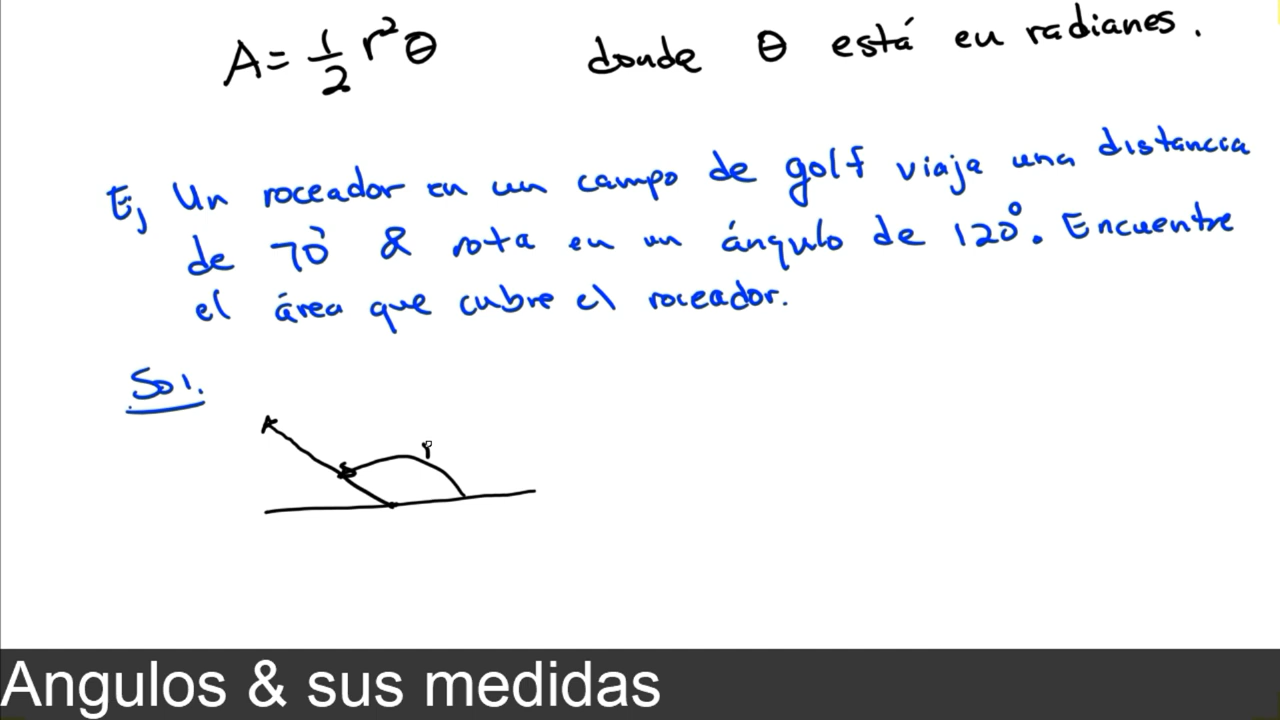 A = 1/2 r²θ donde θ está en radianes.
Ej Un roceador en un campo de golf viaja una distancia
de 70' & rota en un ángulo de 120°. Encuentre
el área que cubre el roceador.
Sol.
Angulos & sus medidas